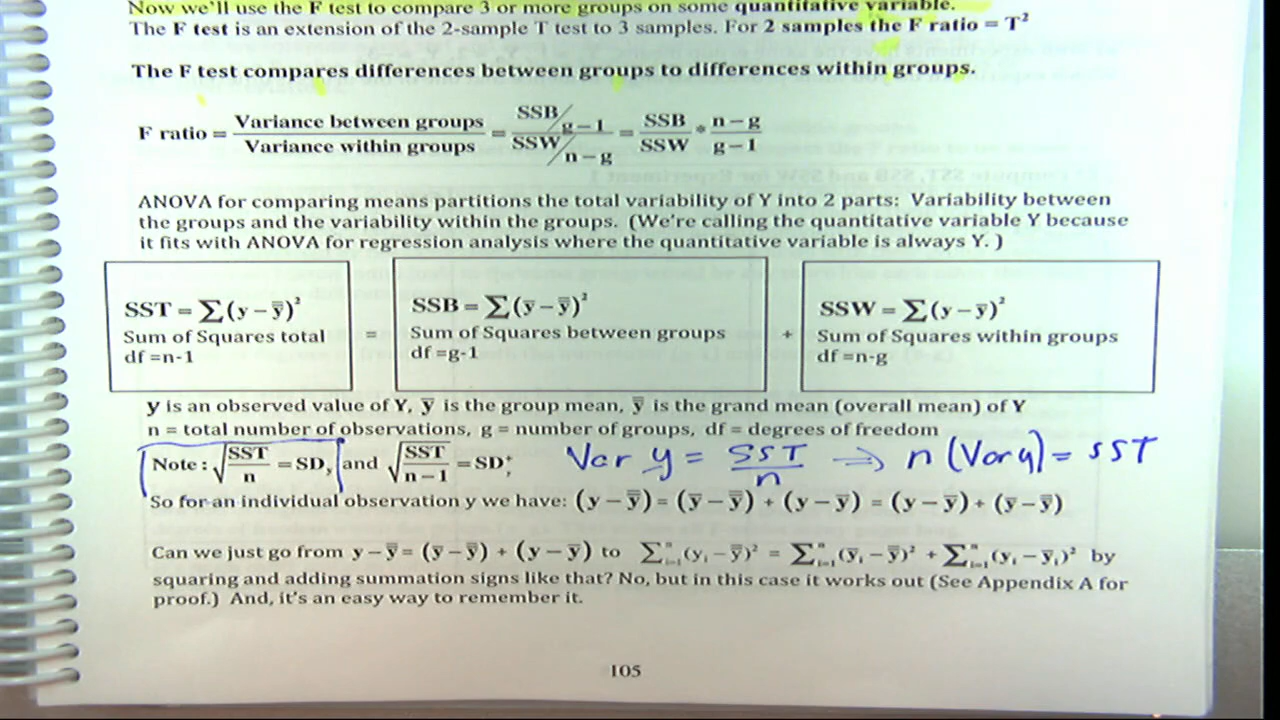 Now we'll use the F test to compare 3 or more groups on some quantitative variable.
The F test is an extension of the 2-sample T test to 3 samples. For 2 samples the F ratio = T²
The F test compares differences between groups to differences within groups.
F ratio = Variance between groups / Variance within groups = (SSB/g−1) / (SSW/n−g) = SSB/SSW * n−g/g−1
ANOVA for comparing means partitions the total variability of Y into 2 parts: Variability between
the groups and the variability within the groups. (We're calling the quantitative variable Y because
it fits with ANOVA for regression analysis where the quantitative variable is always Y. )
SST = ∑(y − y̿)²
Sum of Squares total
df =n-1
=
SSB = ∑(y̅ − y̿)²
Sum of Squares between groups
df =g-1
+
SSW = ∑(y − y̅)²
Sum of Squares within groups
df =n-g
y is an observed value of Y, y̅ is the group mean, y̿ is the grand mean (overall mean) of Y
n = total number of observations, g = number of groups, df = degrees of freedom
Note: √(SST/n) = SD, and √(SST/n−1) = SD⁺, Var y = SST/n ⇒ n(Var y) = SST
So for an individual observation y we have: (y − y̿) = (y̅ − y̿) + (y − y̅) = (y − y̅) + (y̅ − y̿)
Can we just go from y − y̿ = (y̅ − y̿) + (y − y̅) to ∑ⁿᵢ₌₁(yᵢ − y̿)² = ∑ⁿᵢ₌₁(y̅ᵢ − y̿)² + ∑ⁿᵢ₌₁(yᵢ − y̅ᵢ)² by
squaring and adding summation signs like that? No, but in this case it works out (See Appendix A for
proof.) And, it's an easy way to remember it.
105